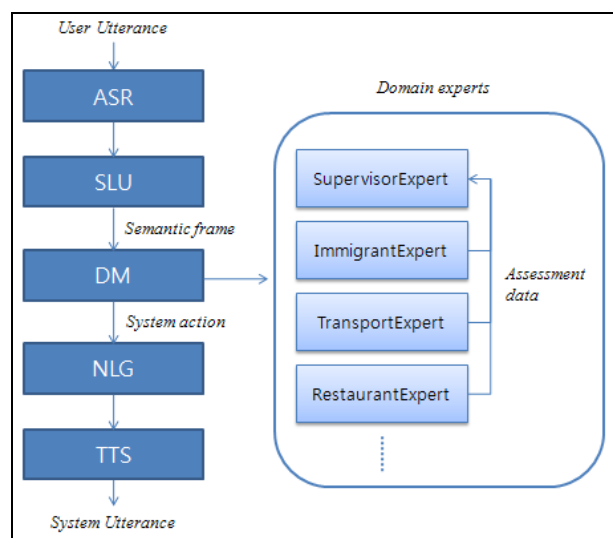 User Utterance
ASR
SLU
Semantic frame
DM
System action
NLG
TTS
System Utterance
Domain experts
SupervisorExpert
ImmigrantExpert
TransportExpert
RestaurantExpert
Assessment
data